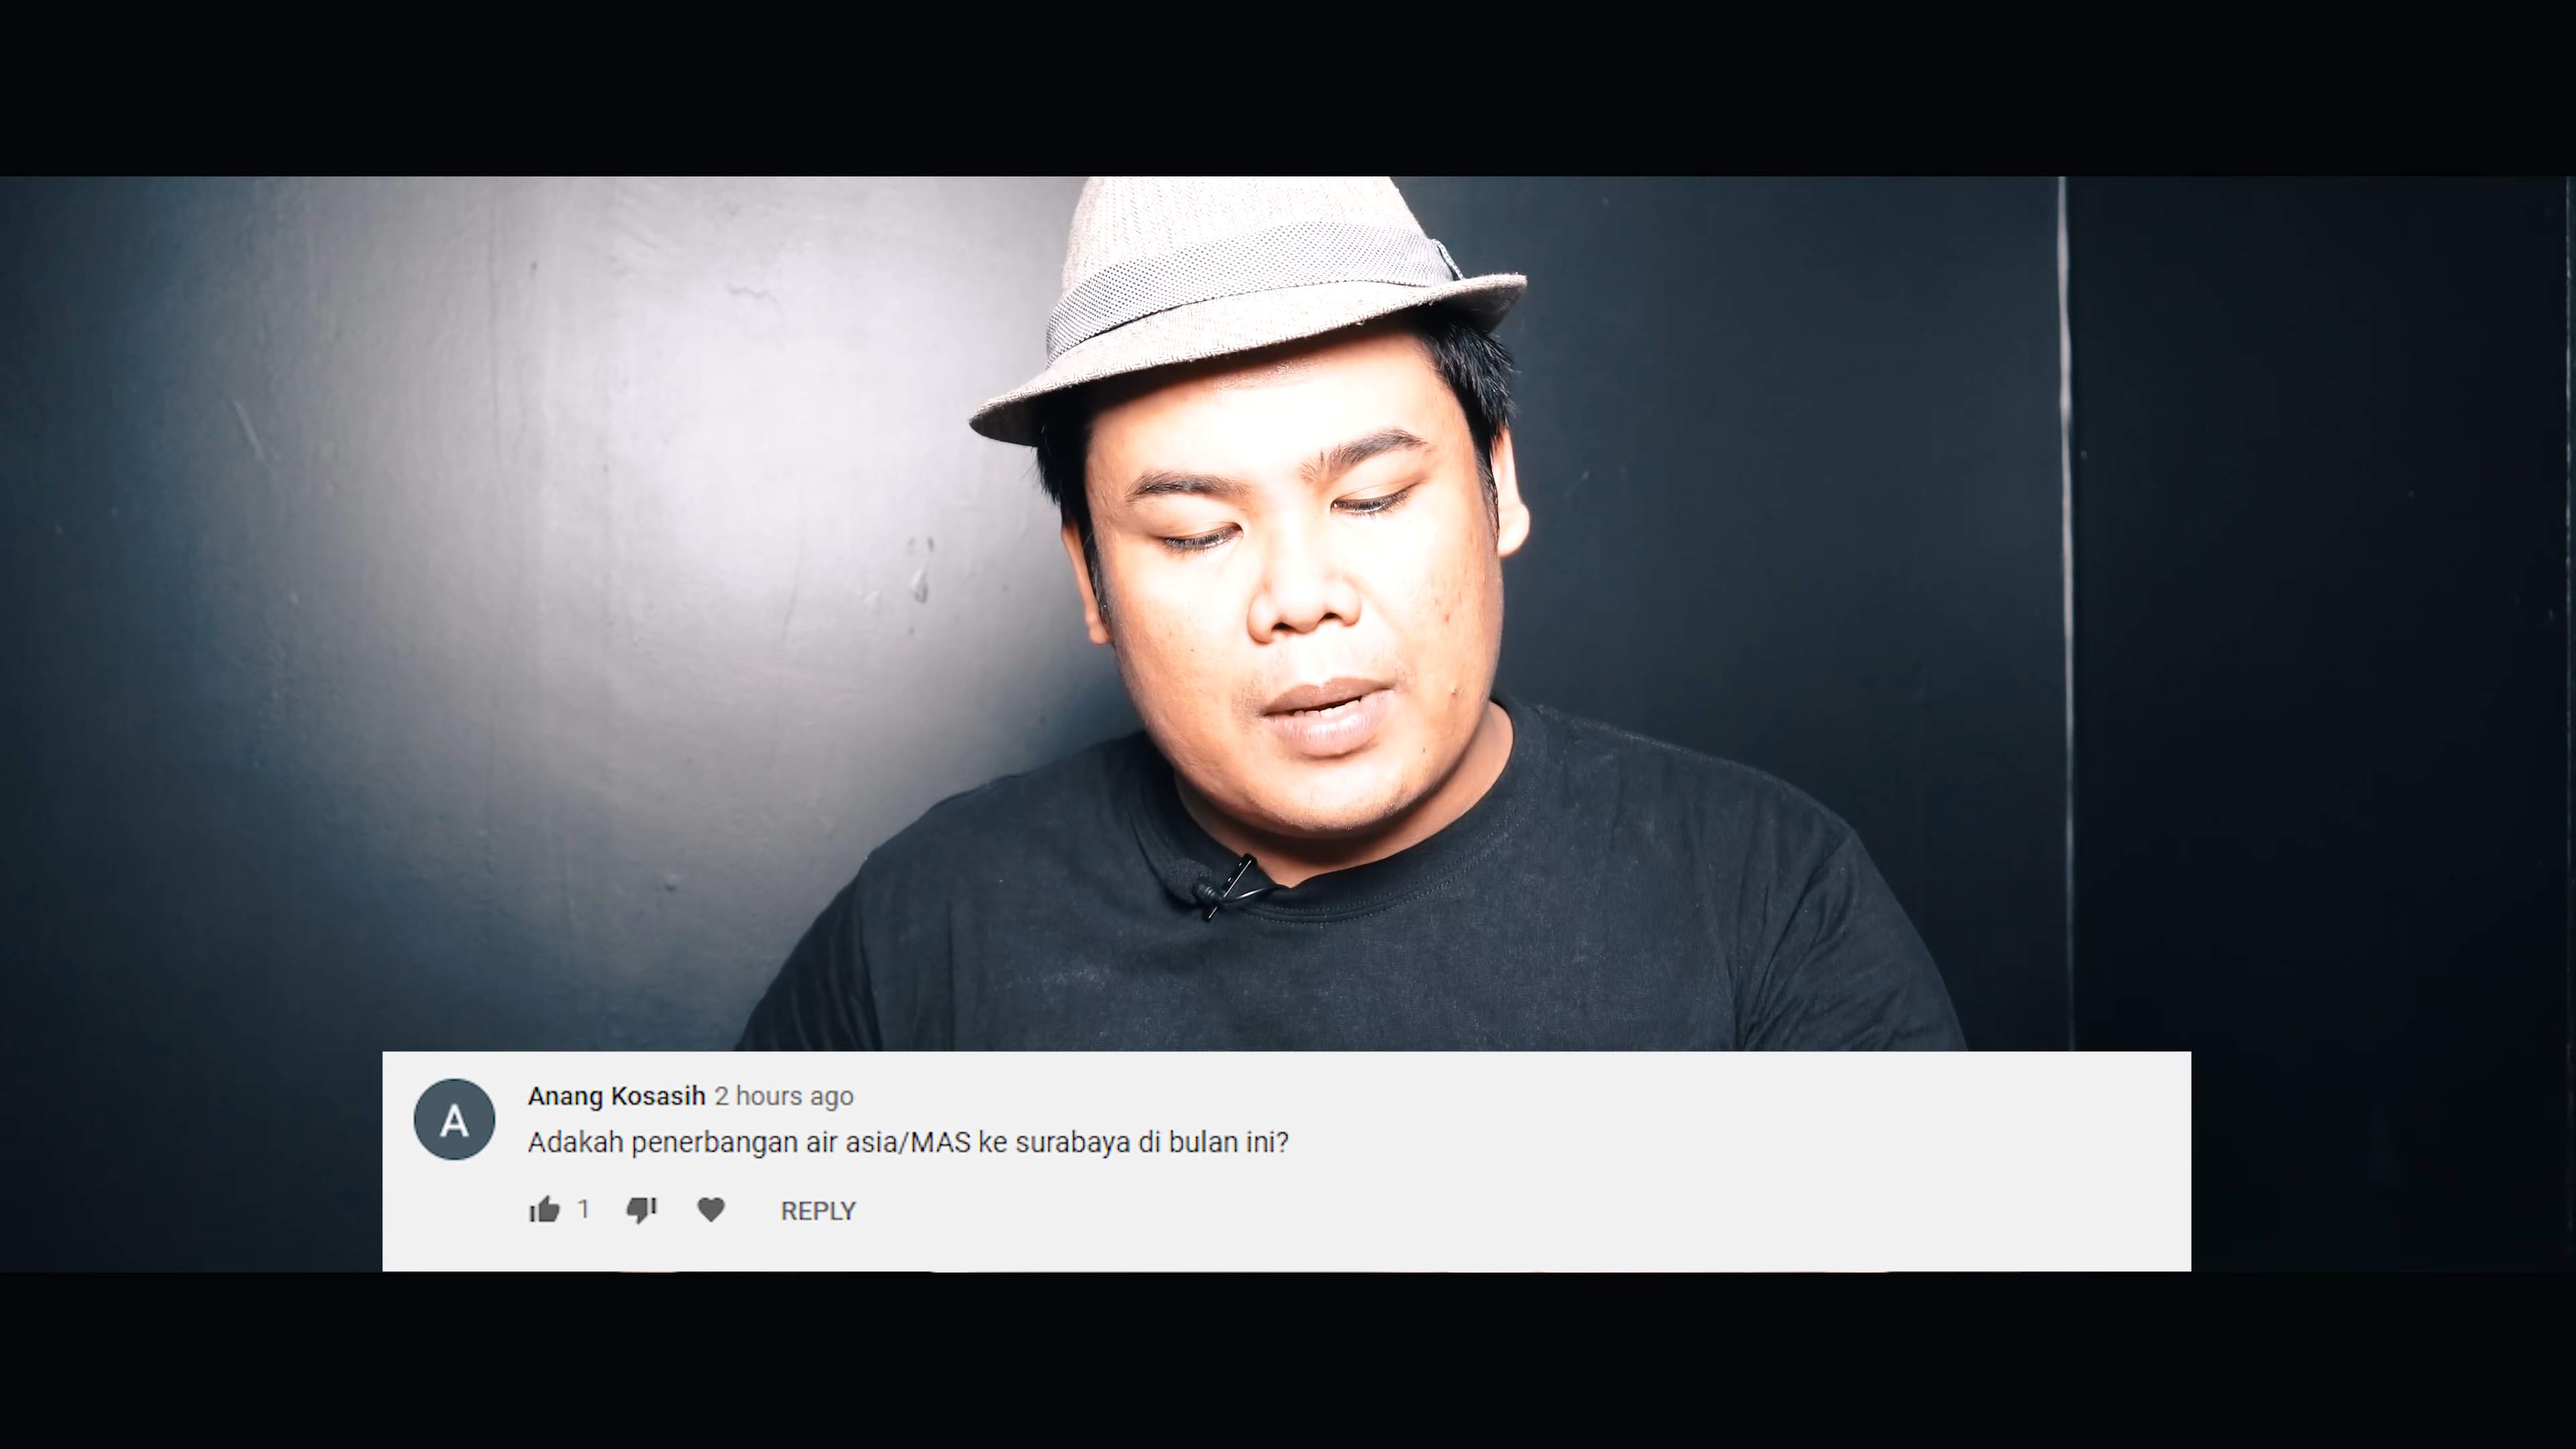 A
Anang Kosasih 2 hours ago
Adakah penerbangan air asia/MAS ke surabaya di bulan ini?
1 REPLY